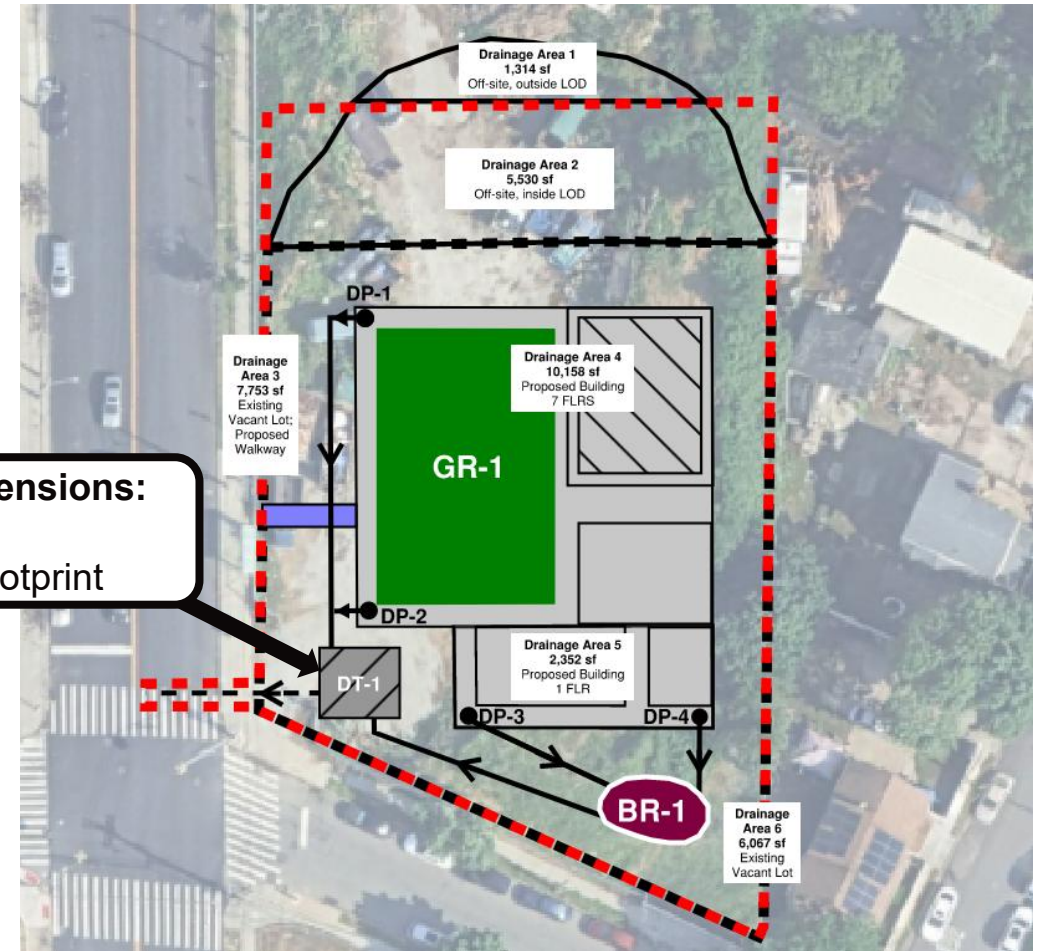 Drainage Area 1
1,314 sf
Off-site, outside LOD
Drainage Area 2
5,530 sf
Off-site, inside LOD
DP-1
Drainage
Area 3
7,753 sf
Existing
Vacant Lot;
Proposed
Walkway
Drainage Area 4
10,158 sf
Proposed Building
7 FLRS
GR-1
DP-2
Drainage Area 5
2,352 sf
Proposed Building
1 FLR
DT-1
DP-3
DP-4
BR-1
Drainage
Area 6
6,067 sf
Existing
Vacant Lot